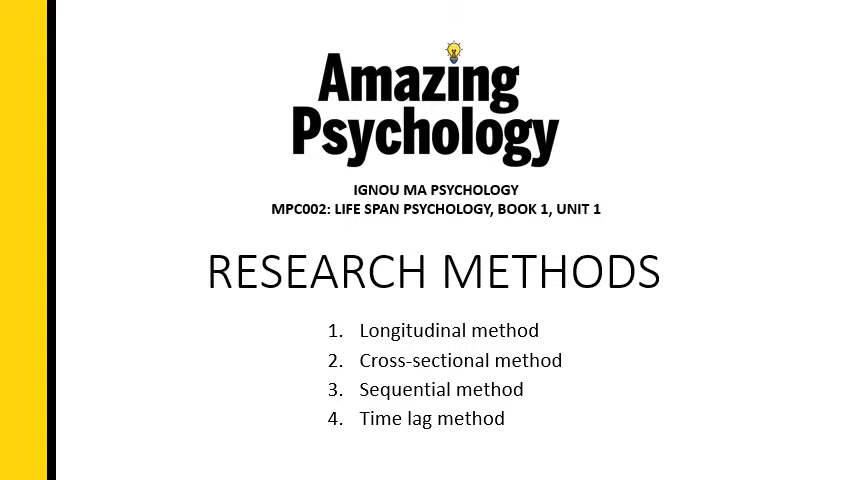 Amazing
Psychology
IGNOU MA PSYCHOLOGY
MPC002: LIFE SPAN PSYCHOLOGY, BOOK 1, UNIT 1
RESEARCH METHODS
1. Longitudinal method
2. Cross-sectional method
3. Sequential method
4. Time lag method